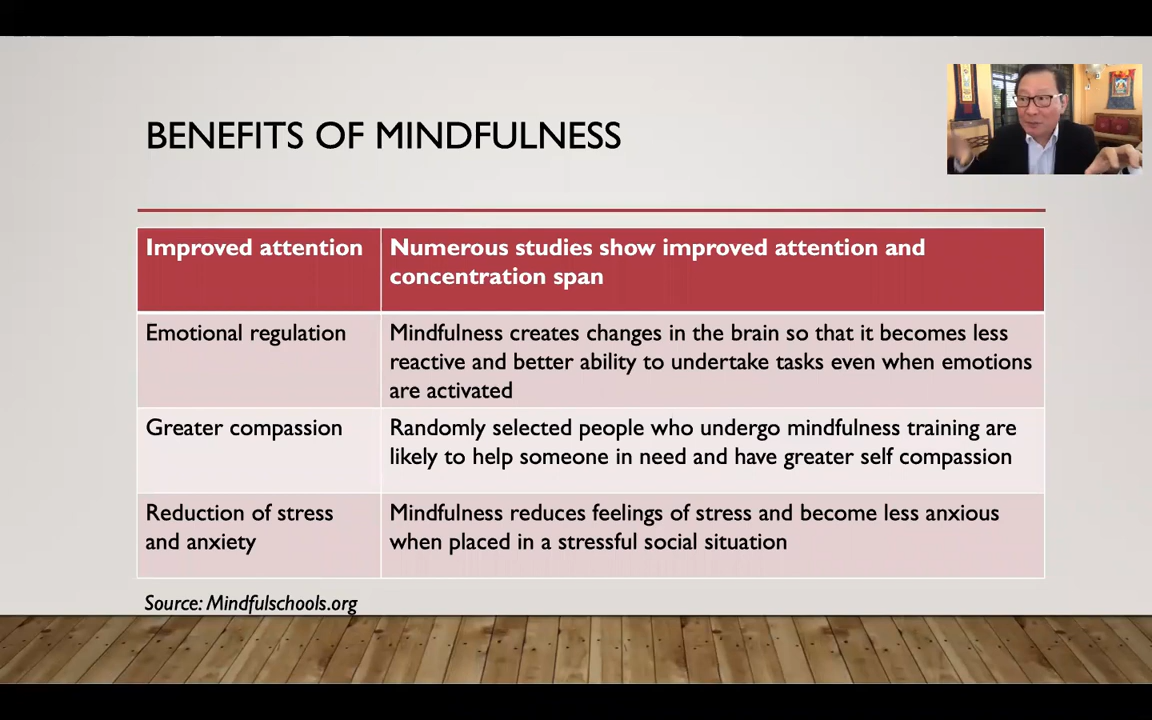 BENEFITS OF MINDFULNESS
Improved attention
Numerous studies show improved attention and
concentration span
Emotional regulation
Mindfulness creates changes in the brain so that it becomes less
reactive and better ability to undertake tasks even when emotions
are activated
Greater compassion
Randomly selected people who undergo mindfulness training are
likely to help someone in need and have greater self compassion
Reduction of stress
and anxiety
Mindfulness reduces feelings of stress and become less anxious
when placed in a stressful social situation
Source: Mindfulschools.org